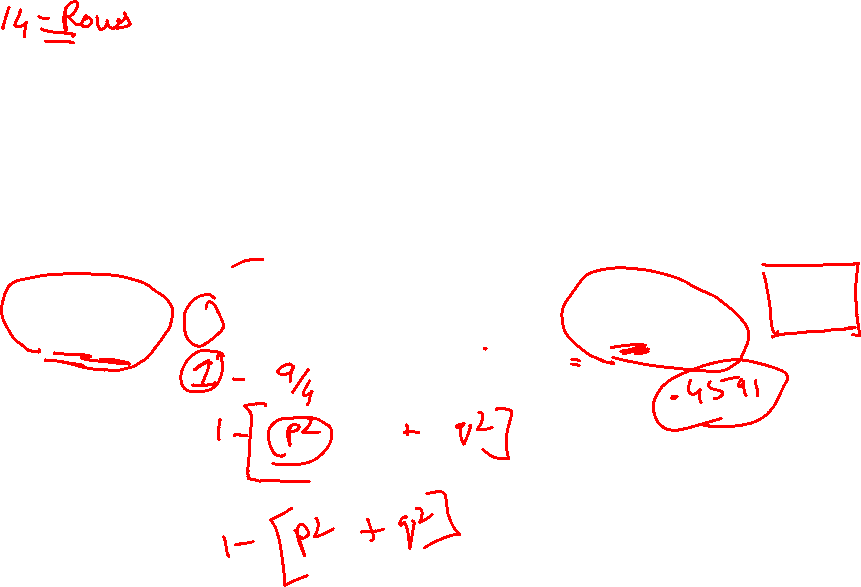 14 - Rows
1 - 9/4
.4591
1 - [p2 + q2]
1 - [p2 + q2]